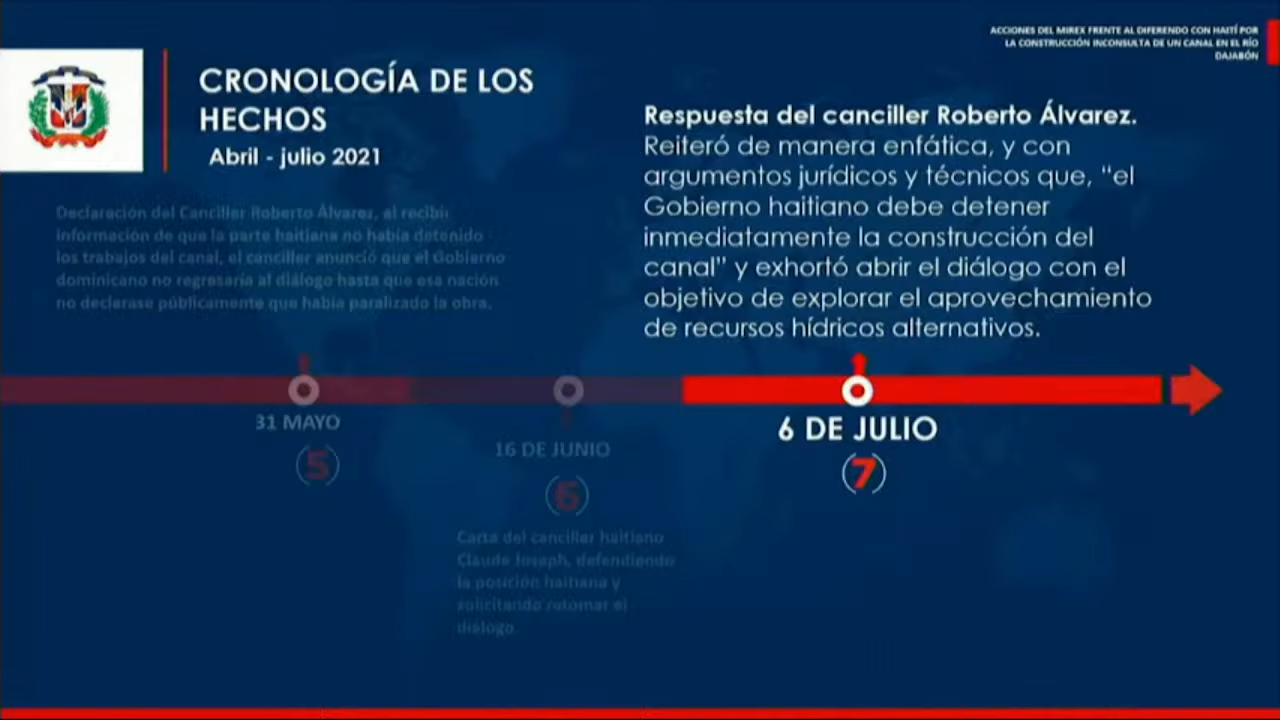 ACCIONES DEL MIREX FRENTE AL DIFERENDO CON HAITÍ POR
LA CONSTRUCCIÓN INCONSULTA DE UN CANAL EN EL RÍO
DAJABÓN
CRONOLOGÍA DE LOS
HECHOS
Abril - julio 2021
Declaración del Canciller Roberto Álvarez, al recibir
información de que la parte haitiana no había detenido
los trabajos del canal, el canciller anunció que el Gobierno
dominicano no regresaría al diálogo hasta que esa nación
no declarase públicamente que había paralizado la obra.
31 MAYO
(5)
16 DE JUNIO
(6)
Carta del canciller haitiano
Claude Joseph, defendiendo
la posición haitiana y
solicitando retomar el
diálogo.
Respuesta del canciller Roberto Álvarez.
Reiteró de manera enfática, y con
argumentos jurídicos y técnicos que, “el
Gobierno haitiano debe detener
inmediatamente la construcción del
canal” y exhortó abrir el diálogo con el
objetivo de explorar el aprovechamiento
de recursos hídricos alternativos.
6 DE JULIO
(7)